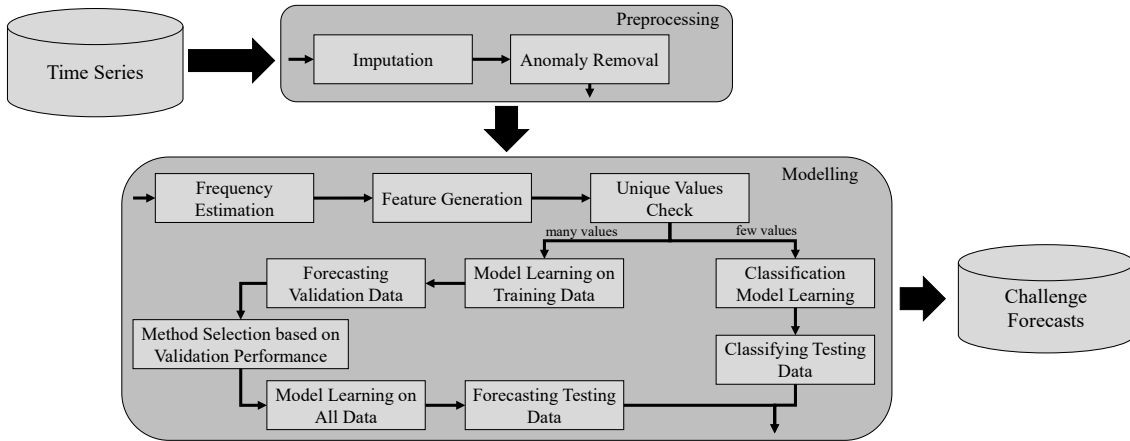 Preprocessing
Time Series
Imputation
Anomaly Removal
Modelling
Frequency
Estimation
Feature Generation
Unique Values
Check
many values
few values
Forecasting
Validation Data
Model Learning on
Training Data
Classification
Model Learning
Challenge
Forecasts
Method Selection based on
Validation Performance
Classifying Testing
Data
Model Learning on
All Data
Forecasting Testing
Data